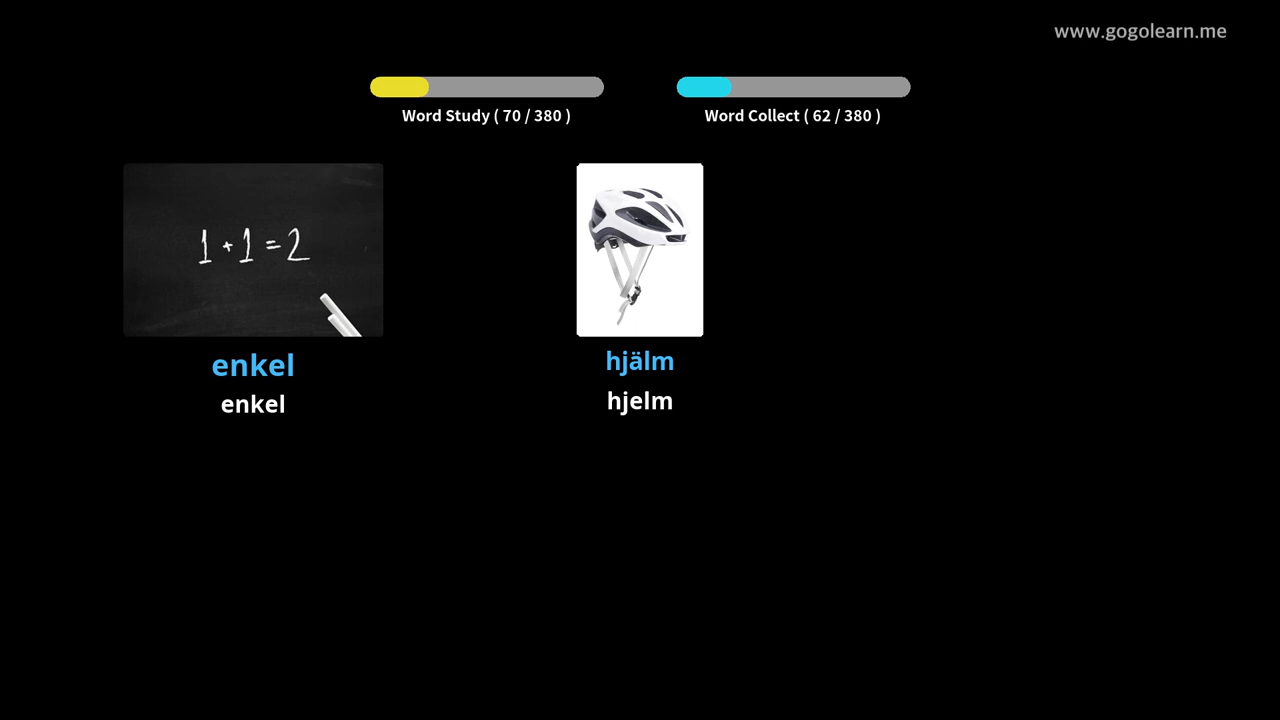 www.gogolearn.me
Word Study ( 70 / 380 )
Word Collect ( 62 / 380 )
1 + 1 = 2
enkel
enkel
hjälm
hjelm